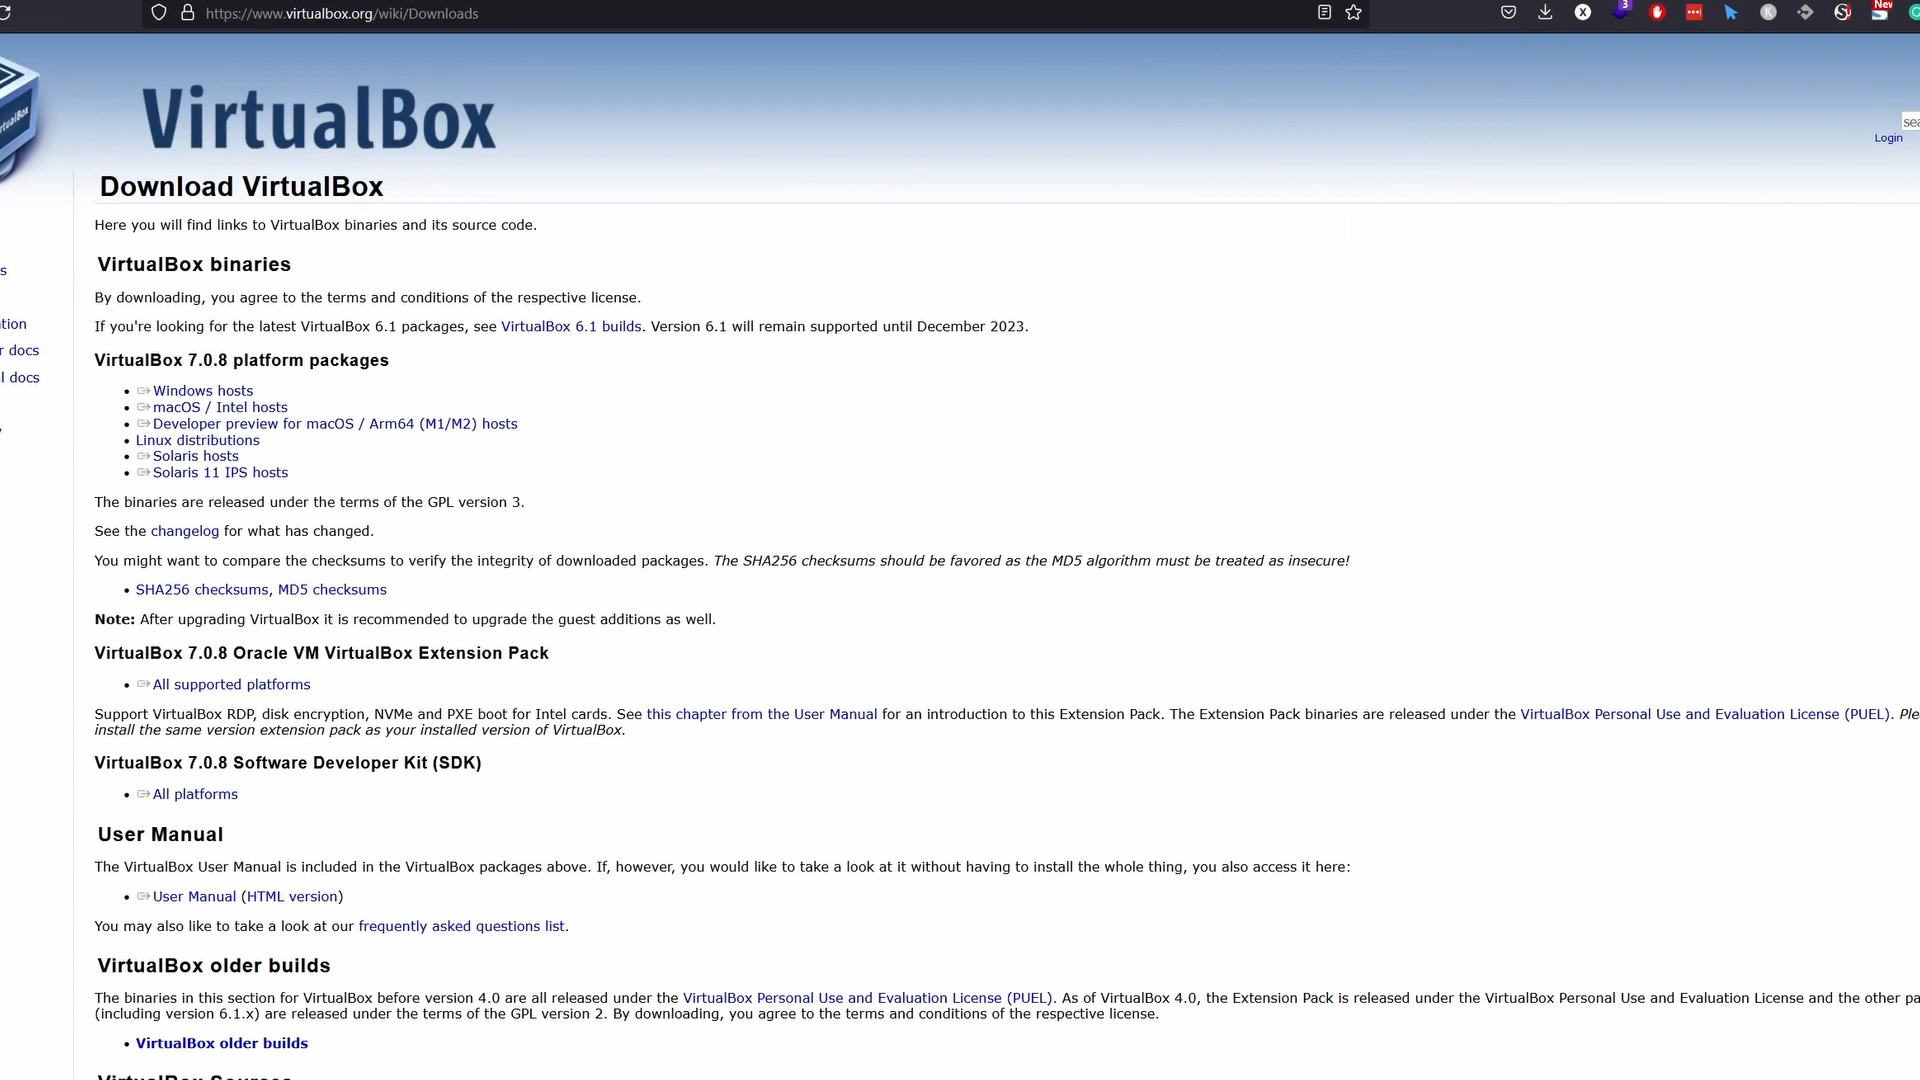 3
New
https://www.virtualbox.org/wiki/Downloads
VirtualBox
sea
Login
Download VirtualBox
Here you will find links to VirtualBox binaries and its source code.
VirtualBox binaries
s
By downloading, you agree to the terms and conditions of the respective license.
tion
If you're looking for the latest VirtualBox 6.1 packages, see VirtualBox 6.1 builds. Version 6.1 will remain supported until December 2023.
r docs
VirtualBox 7.0.8 platform packages
l docs
• Windows hosts
• macOS / Intel hosts
• Developer preview for macOS / Arm64 (M1/M2) hosts
• Linux distributions
• Solaris hosts
• Solaris 11 IPS hosts
The binaries are released under the terms of the GPL version 3.
See the changelog for what has changed.
You might want to compare the checksums to verify the integrity of downloaded packages. The SHA256 checksums should be favored as the MD5 algorithm must be treated as insecure!
• SHA256 checksums, MD5 checksums
Note: After upgrading VirtualBox it is recommended to upgrade the guest additions as well.
VirtualBox 7.0.8 Oracle VM VirtualBox Extension Pack
• All supported platforms
Support VirtualBox RDP, disk encryption, NVMe and PXE boot for Intel cards. See this chapter from the User Manual for an introduction to this Extension Pack. The Extension Pack binaries are released under the VirtualBox Personal Use and Evaluation License (PUEL). Ple
install the same version extension pack as your installed version of VirtualBox.
VirtualBox 7.0.8 Software Developer Kit (SDK)
• All platforms
User Manual
The VirtualBox User Manual is included in the VirtualBox packages above. If, however, you would like to take a look at it without having to install the whole thing, you also access it here:
• User Manual (HTML version)
You may also like to take a look at our frequently asked questions list.
VirtualBox older builds
The binaries in this section for VirtualBox before version 4.0 are all released under the VirtualBox Personal Use and Evaluation License (PUEL). As of VirtualBox 4.0, the Extension Pack is released under the VirtualBox Personal Use and Evaluation License and the other pa
(including version 6.1.x) are released under the terms of the GPL version 2. By downloading, you agree to the terms and conditions of the respective license.
• VirtualBox older builds
VirtualBox Sources